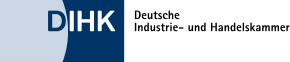 DIHK
Deutsche
Industrie- und Handelskammer